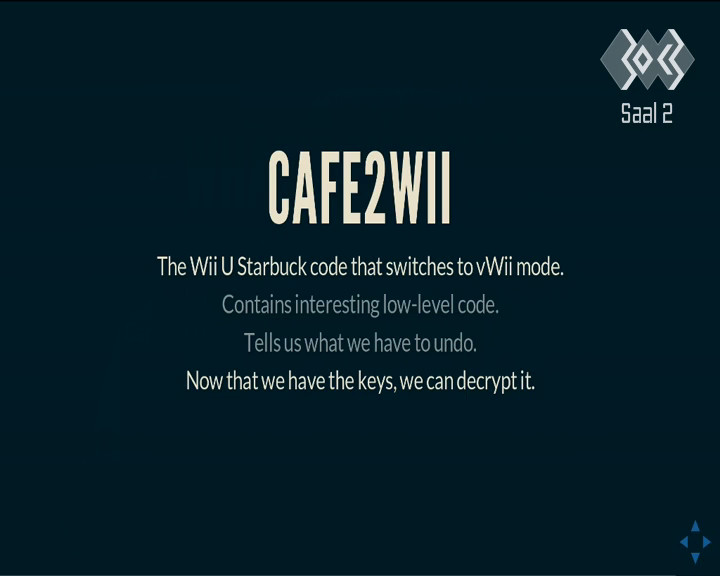 Saal 2
CAFE2WII
The Wii U Starbuck code that switches to vWii mode.
Contains interesting low-level code.
Tells us what we have to undo.
Now that we have the keys, we can decrypt it.